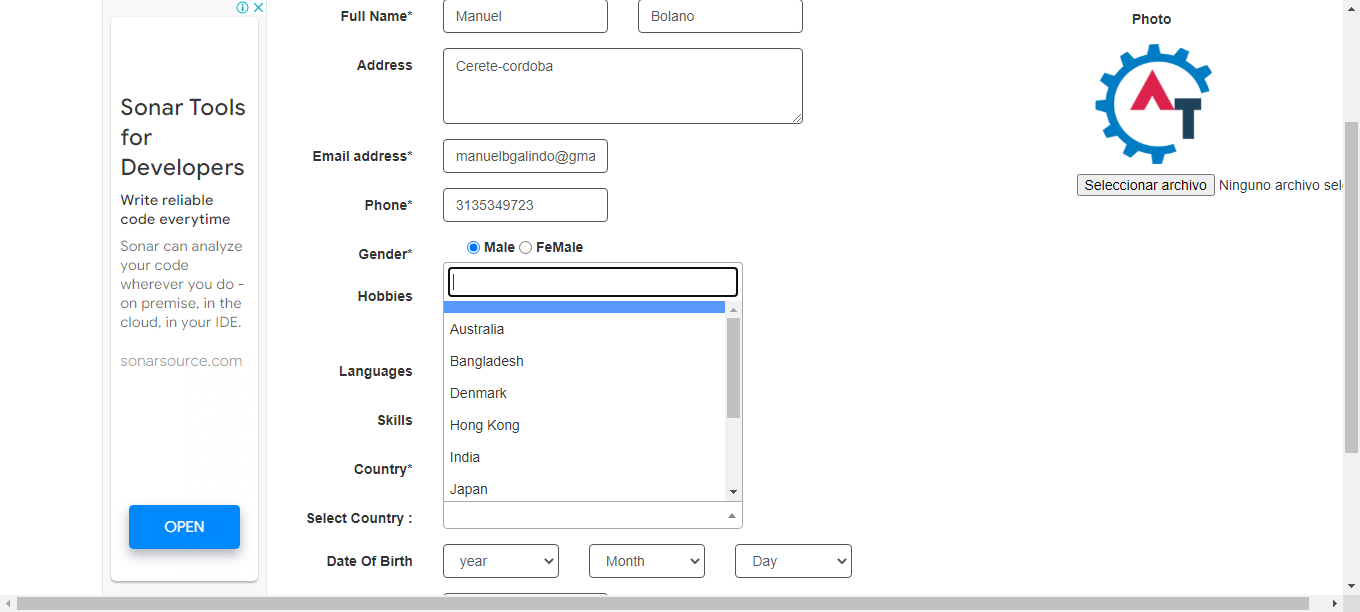 Full Name*
Manuel
Bolano
Photo
Address
Cerete-cordoba
AT
Sonar Tools
for
Developers
Write reliable
code everytime
Sonar can analyze
your code
wherever you do -
on premise, in the
cloud, in your IDE.
sonarsource.com
OPEN
Email address*
manuelbgalindo@gma
Seleccionar archivo Ninguno archivo sel
Phone*
3135349723
Gender*
Male FeMale
Hobbies
Australia
Bangladesh
Languages
Denmark
Skills
Hong Kong
Country*
India
Japan
Select Country :
Date Of Birth
year
Month
Day